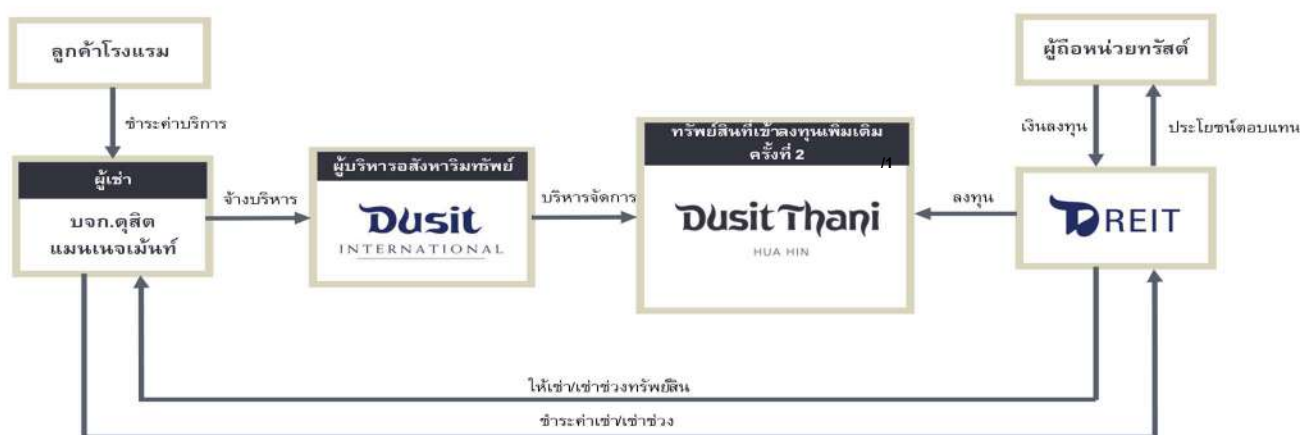 ลูกค้าโรงแรม
ผู้ถือหน่วยทรัสต์
ชำระค่าบริการ
เงินลงทุน
ประโยชน์ตอบแทน
ผู้เช่า
บจก.ดุสิต
แมนเนจเม้นท์
จ้างบริหาร
ผู้บริหารอสังหาริมทรัพย์
Dusit
INTERNATIONAL
บริหารจัดการ
ทรัพย์สินที่เข้าลงทุนเพิ่มเติม
ครั้งที่ 2
/1
Dusit Thani
HUA HIN
ลงทุน
DREIT
ให้เช่า/เช่าช่วงทรัพย์สิน
ชำระค่าเช่า/เช่าช่วง